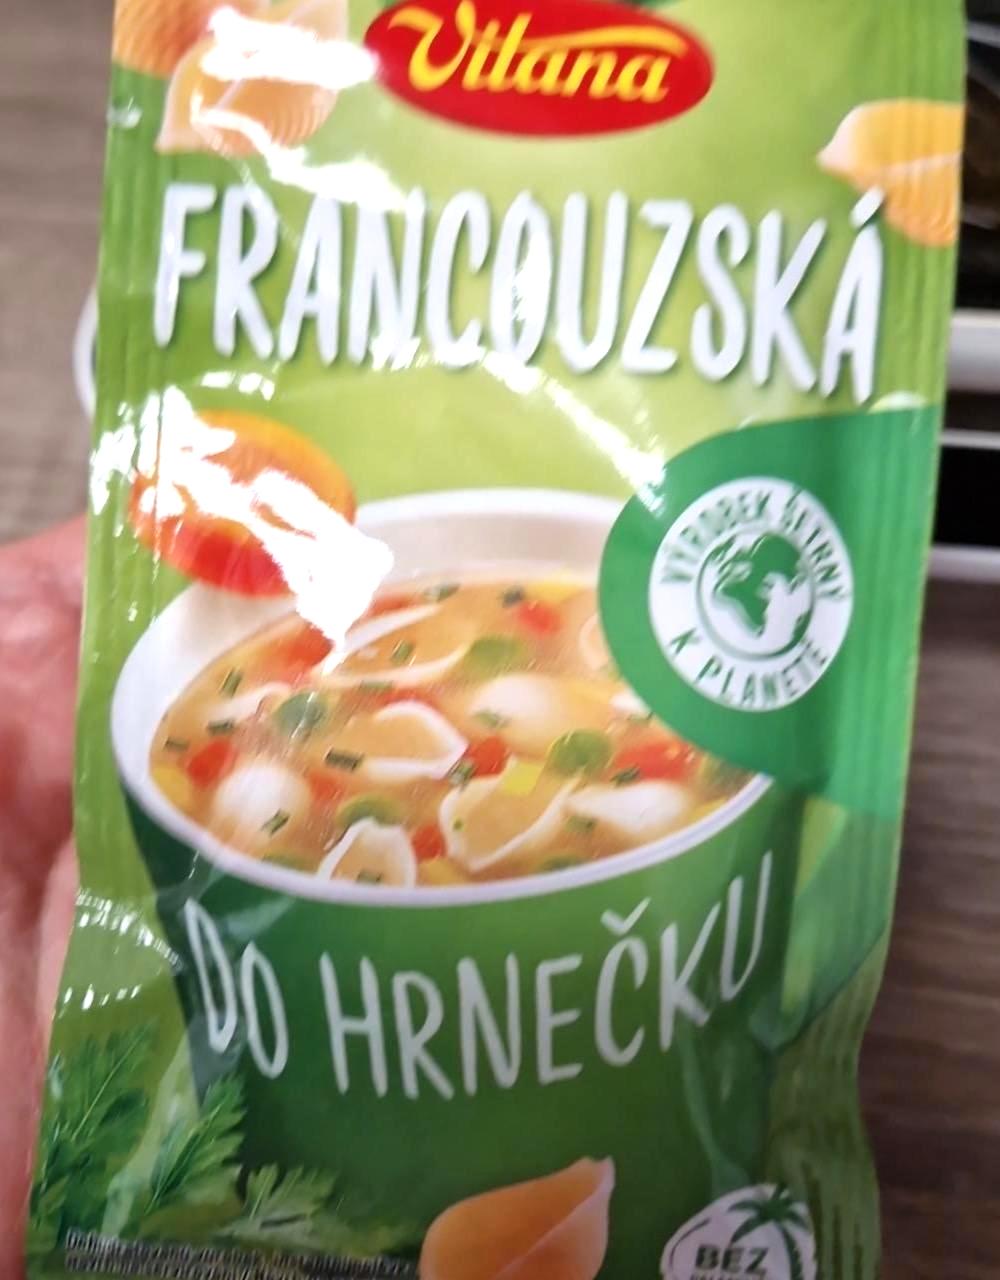 Vitana
FRANCOUZSKÁ
VÝROBEK ŠETRNÝ
K PLANETĚ
DO HRNEČKU
BEZ